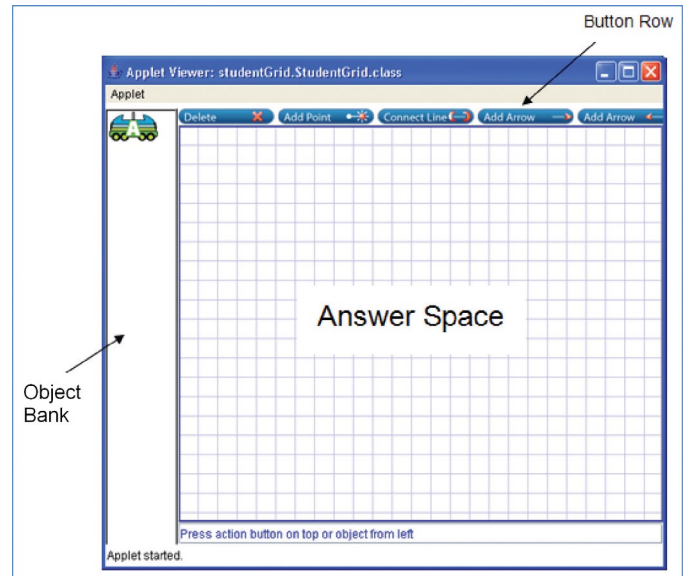 Button Row
Applet Viewer: studentGrid.StudentGrid.class
Applet
A
Delete Add Point Connect Line Add Arrow Add Arrow
Answer Space
Object
Bank
Press action button on top or object from left
Applet started.